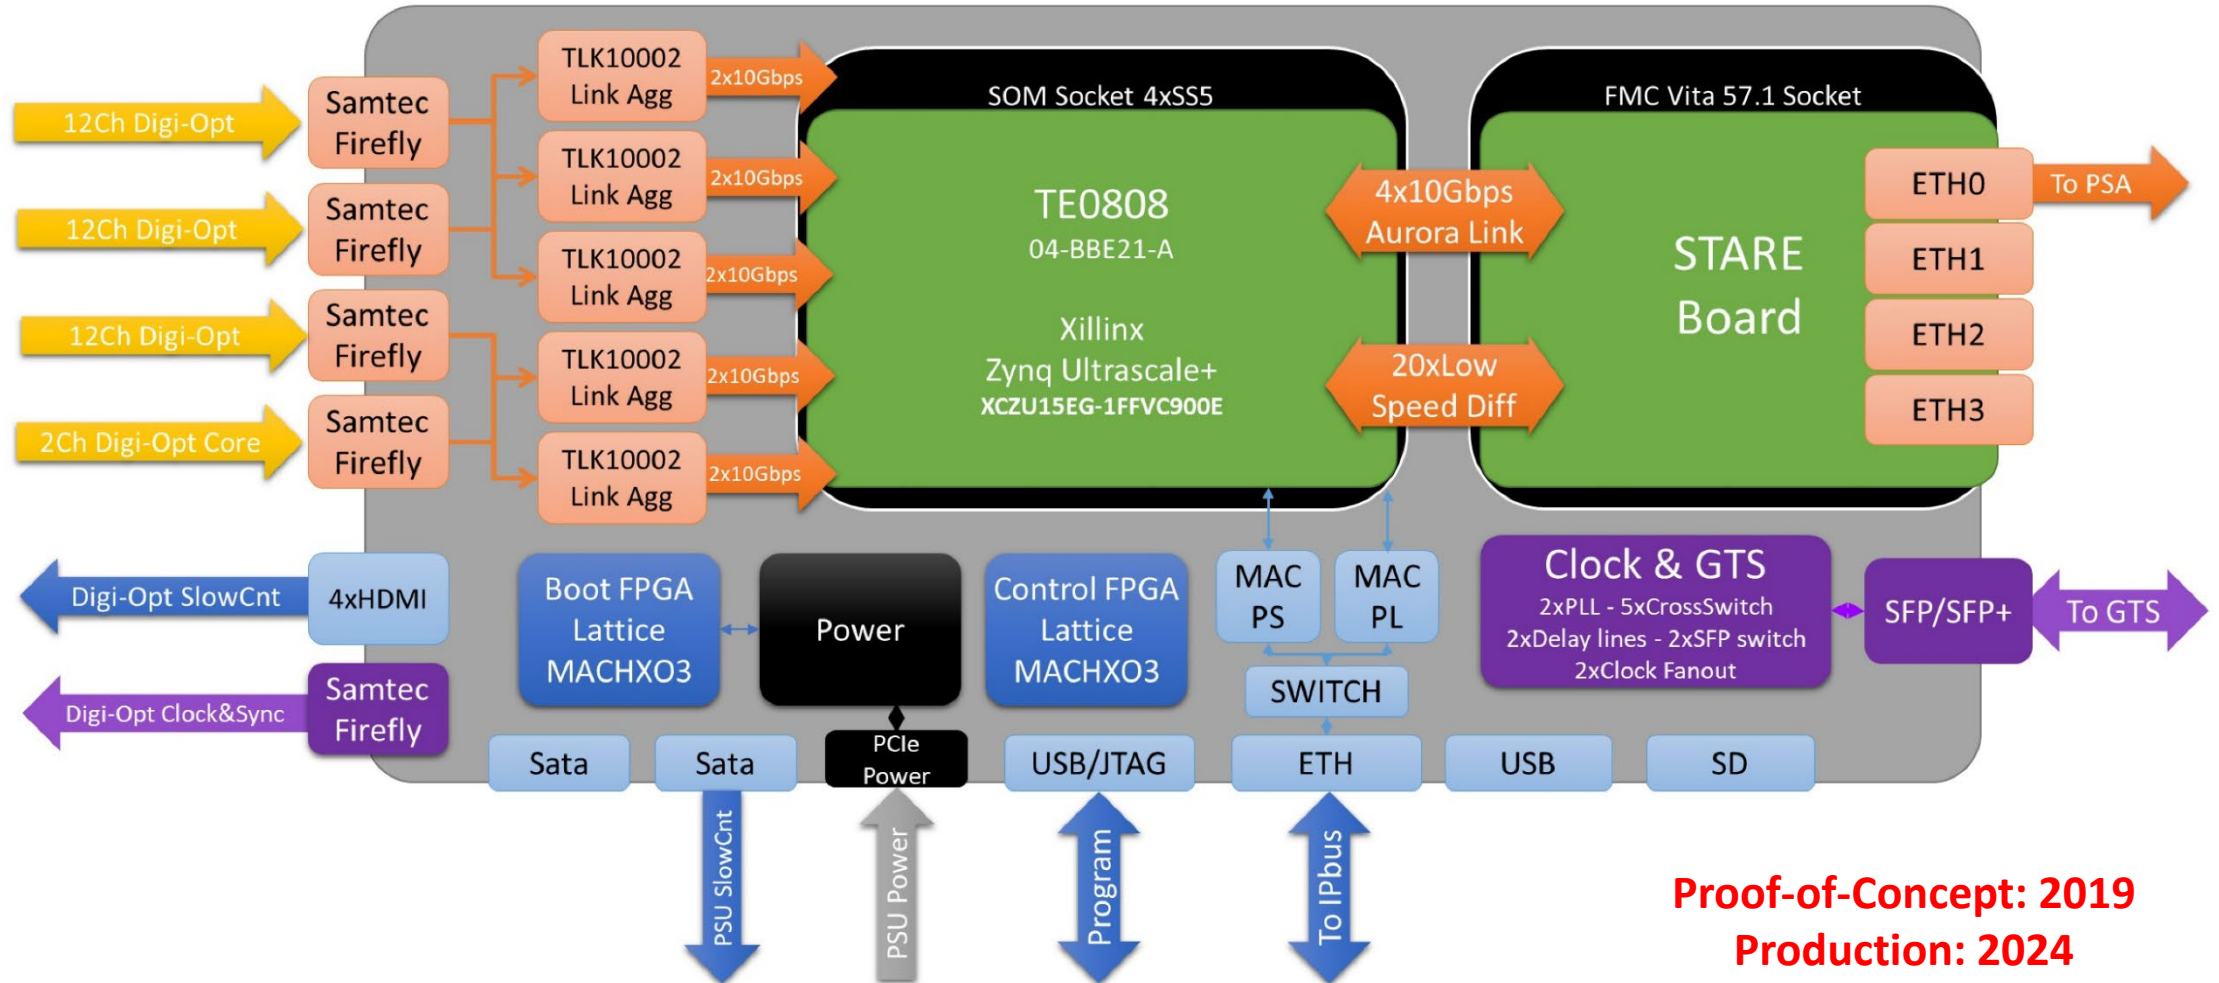 12Ch Digi-Opt
12Ch Digi-Opt
12Ch Digi-Opt
2Ch Digi-Opt Core
Digi-Opt SlowCnt
Digi-Opt Clock&Sync
Samtec
Firefly
Samtec
Firefly
Samtec
Firefly
Samtec
Firefly
4xHDMI
Samtec
Firefly
TLK10002
Link Agg
TLK10002
Link Agg
TLK10002
Link Agg
TLK10002
Link Agg
TLK10002
Link Agg
2x10Gbps
2x10Gbps
2x10Gbps
2x10Gbps
2x10Gbps
SOM Socket 4xSS5
TE0808
04-BBE21-A
Xillinx
Zynq Ultrascale+
XCZU15EG-1FFVC900E
4x10Gbps
Aurora Link
20xLow
Speed Diff
FMC Vita 57.1 Socket
STARE
Board
ETH0
ETH1
ETH2
ETH3
To PSA
Boot FPGA
Lattice
MACHXO3
Power
Control FPGA
Lattice
MACHXO3
MAC
PS
MAC
PL
SWITCH
Clock & GTS
2xPLL - 5xCrossSwitch
2xDelay lines - 2xSFP switch
2xClock Fanout
SFP/SFP+
To GTS
Sata
Sata
PCIe
Power
USB/JTAG
ETH
USB
SD
PSU SlowCnt
PSU Power
Program
To IPbus
Proof-of-Concept: 2019
Production: 2024